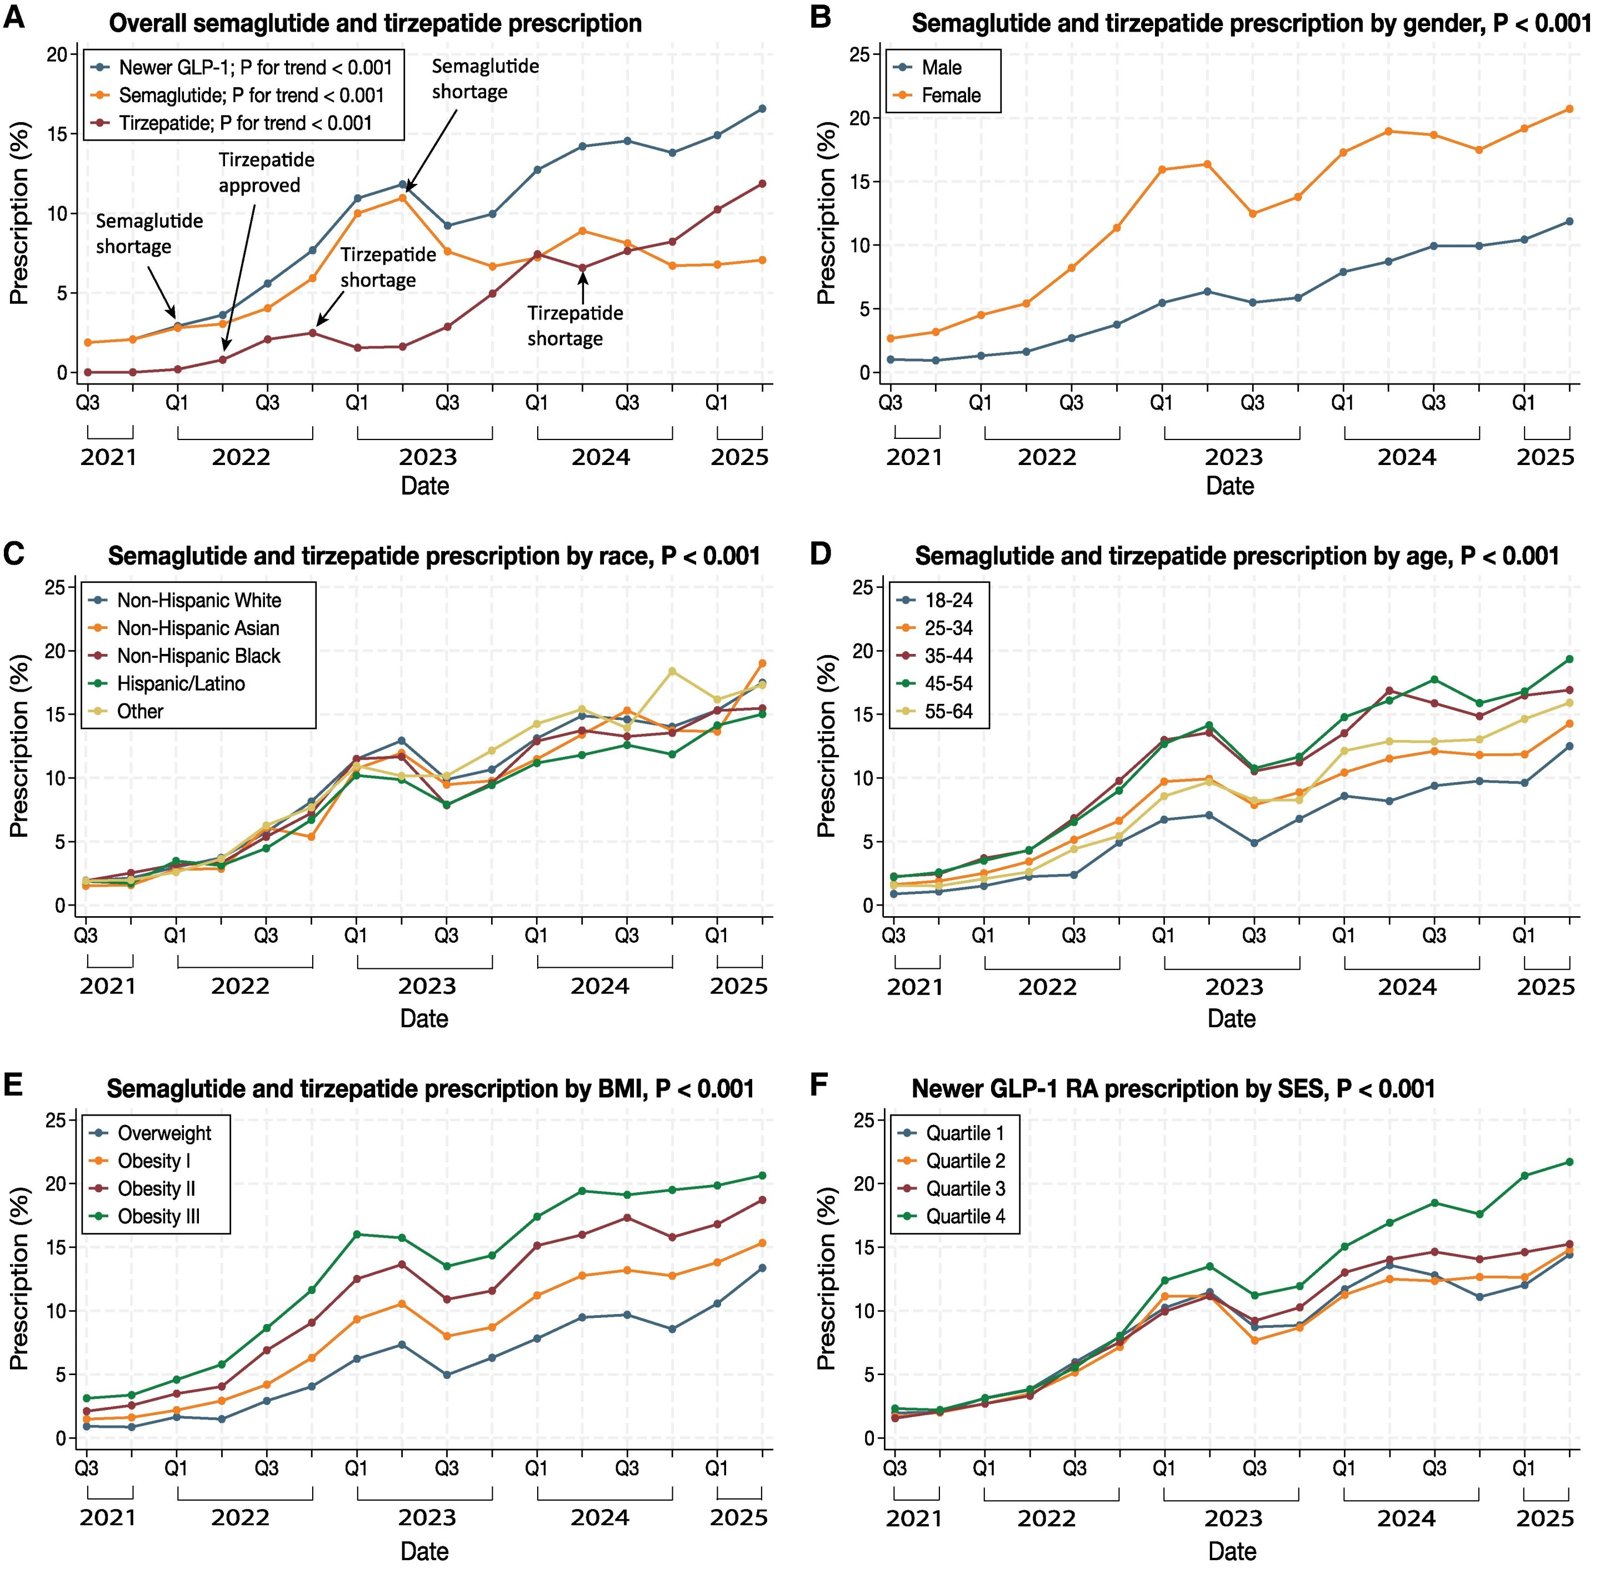 A
Overall semaglutide and tirzepatide prescription
Prescription (%)
20
15
10
5
0
Newer GLP-1; P for trend < 0.001
Semaglutide; P for trend < 0.001
Tirzepatide; P for trend < 0.001
Semaglutide
shortage
Tirzepatide
approved
Semaglutide
shortage
Tirzepatide
shortage
Tirzepatide
shortage
Q3 Q1 Q3 Q1 Q3 Q1 Q3 Q1
2021 2022 2023 2024 2025
Date
B
Semaglutide and tirzepatide prescription by gender, P < 0.001
Prescription (%)
25
20
15
10
5
0
Male
Female
Q3 Q1 Q3 Q1 Q3 Q1 Q3 Q1
2021 2022 2023 2024 2025
Date
C
Semaglutide and tirzepatide prescription by race, P < 0.001
Prescription (%)
25
20
15
10
5
0
Non-Hispanic White
Non-Hispanic Asian
Non-Hispanic Black
Hispanic/Latino
Other
Q3 Q1 Q3 Q1 Q3 Q1 Q3 Q1
2021 2022 2023 2024 2025
Date
D
Semaglutide and tirzepatide prescription by age, P < 0.001
Prescription (%)
25
20
15
10
5
0
18-24
25-34
35-44
45-54
55-64
Q3 Q1 Q3 Q1 Q3 Q1 Q3 Q1
2021 2022 2023 2024 2025
Date
E
Semaglutide and tirzepatide prescription by BMI, P < 0.001
Prescription (%)
25
20
15
10
5
0
Overweight
Obesity I
Obesity II
Obesity III
Q3 Q1 Q3 Q1 Q3 Q1 Q3 Q1
2021 2022 2023 2024 2025
Date
F
Newer GLP-1 RA prescription by SES, P < 0.001
Prescription (%)
25
20
15
10
5
0
Quartile 1
Quartile 2
Quartile 3
Quartile 4
Q3 Q1 Q3 Q1 Q3 Q1 Q3 Q1
2021 2022 2023 2024 2025
Date